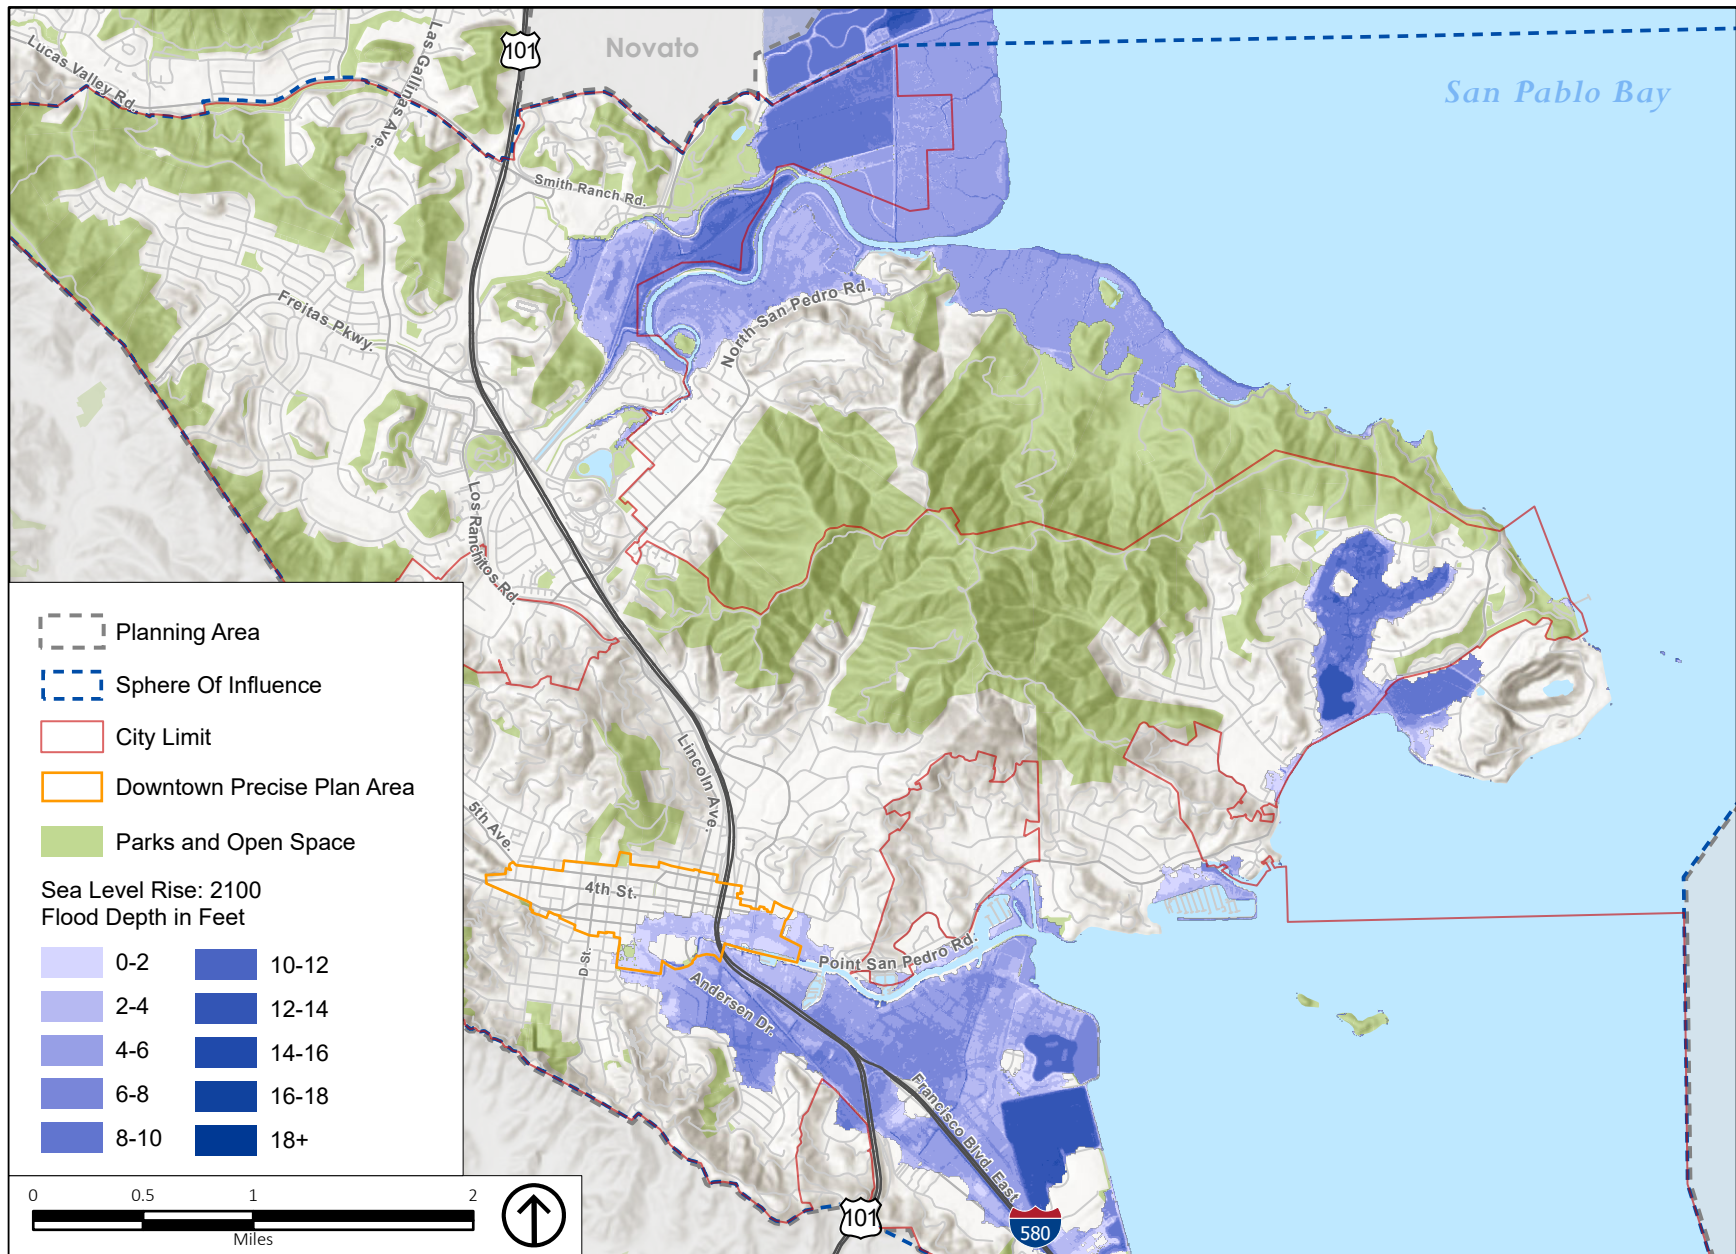 Novato
101
San Pablo Bay
Lucas Valley Rd.
Las Gallinas Ave.
Smith Ranch Rd.
Freitas Pkwy.
North San Pedro Rd.
Los Ranchitos Rd.
Lincoln Ave.
5th Ave.
4th St.
D St.
Point San Pedro Rd.
Andersen Dr.
Francisco Blvd. East
101
580
Planning Area
Sphere Of Influence
City Limit
Downtown Precise Plan Area
Parks and Open Space
Sea Level Rise: 2100
Flood Depth in Feet
0-2
2-4
4-6
6-8
8-10
10-12
12-14
14-16
16-18
18+
0 0.5 1 2
Miles